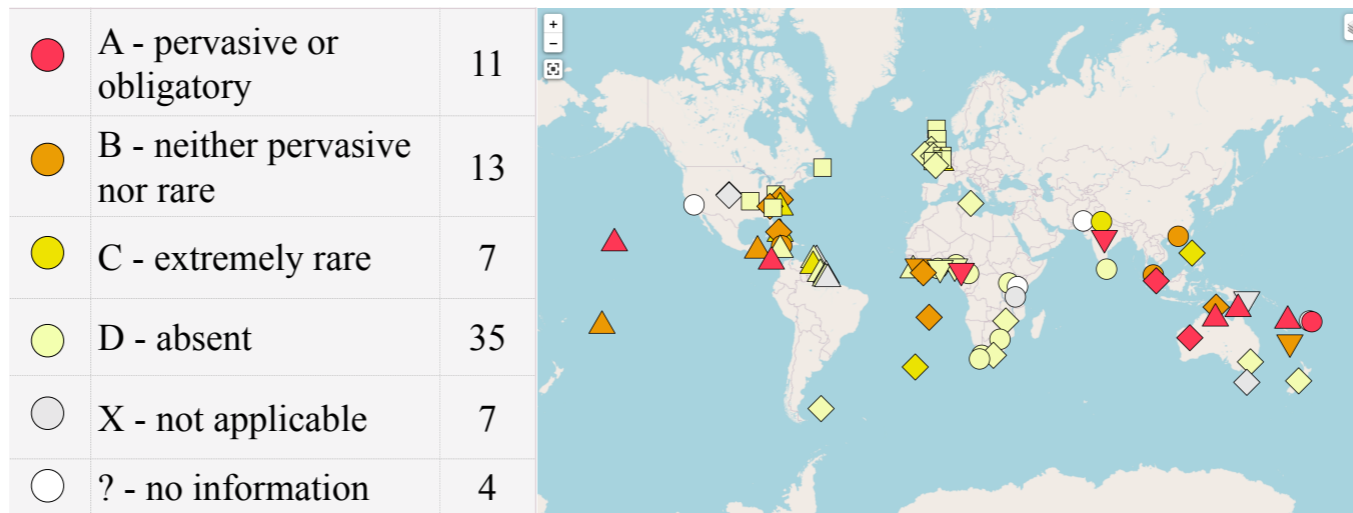 A - pervasive or
obligatory
11
B - neither pervasive
nor rare
13
C - extremely rare
7
D - absent
35
X - not applicable
7
? - no information
4
+
−